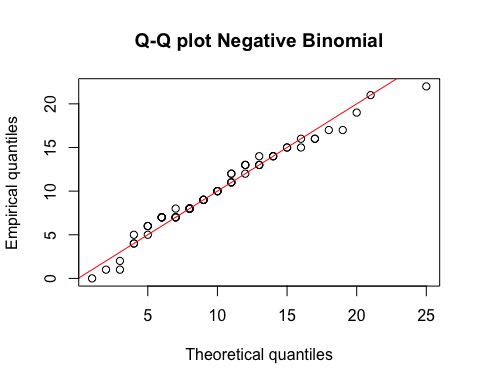 Q-Q plot Negative Binomial
Empirical quantiles
20
15
10
5
0
5 10 15 20 25
Theoretical quantiles